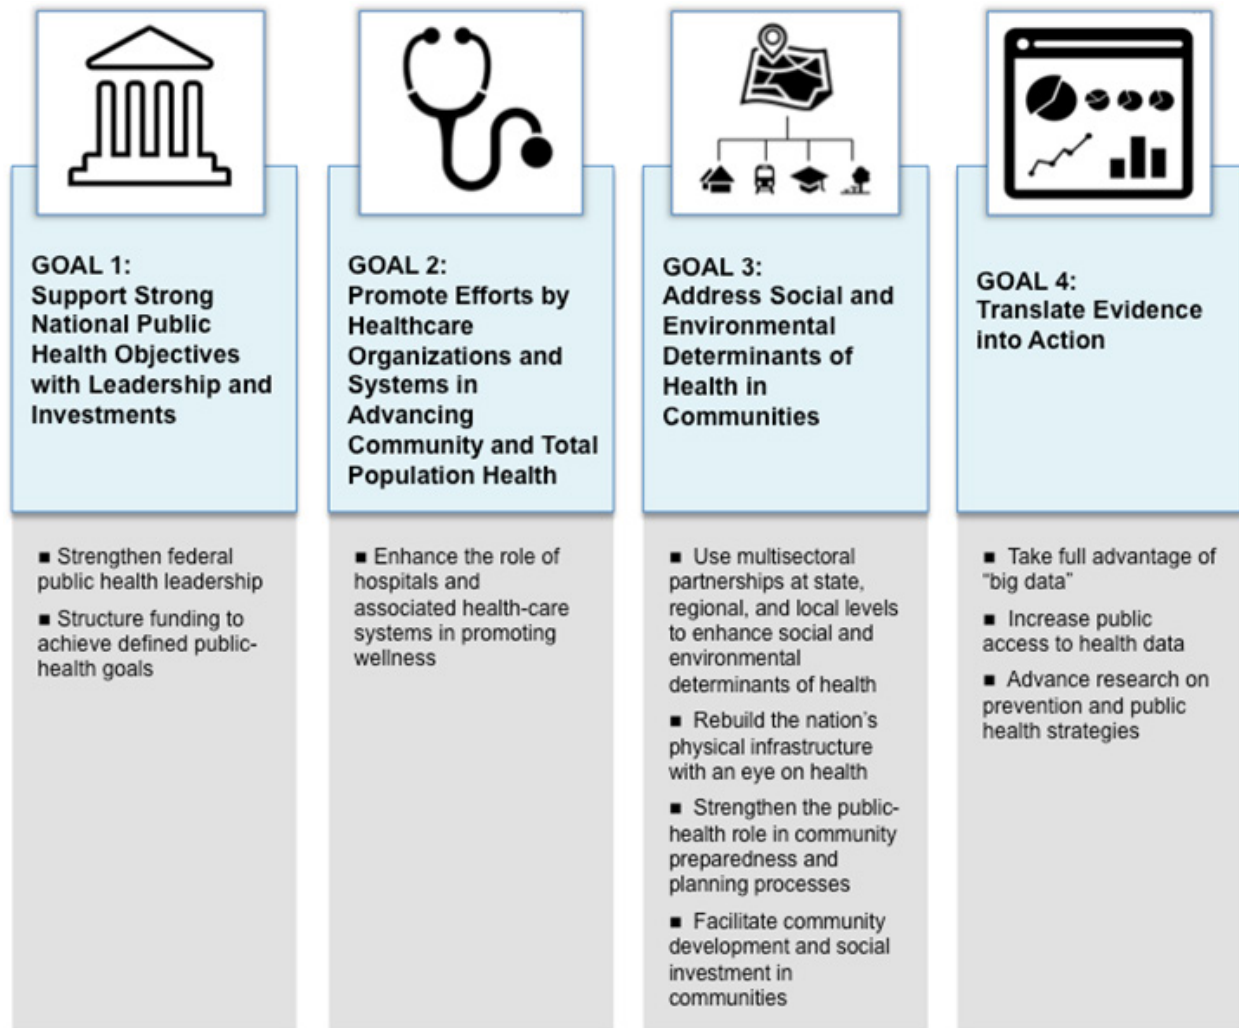 GOAL 1:
Support Strong
National Public
Health Objectives
with Leadership and
Investments
■ Strengthen federal
public health leadership
■ Structure funding to
achieve defined public-
health goals
GOAL 2:
Promote Efforts by
Healthcare
Organizations and
Systems in
Advancing
Community and Total
Population Health
■ Enhance the role of
hospitals and
associated health-care
systems in promoting
wellness
GOAL 3:
Address Social and
Environmental
Determinants of
Health in
Communities
■ Use multisectoral
partnerships at state,
regional, and local levels
to enhance social and
environmental
determinants of health
■ Rebuild the nation's
physical infrastructure
with an eye on health
■ Strengthen the public-
health role in community
preparedness and
planning processes
■ Facilitate community
development and social
investment in
communities
GOAL 4:
Translate Evidence
into Action
■ Take full advantage of
“big data”
■ Increase public
access to health data
■ Advance research on
prevention and public
health strategies